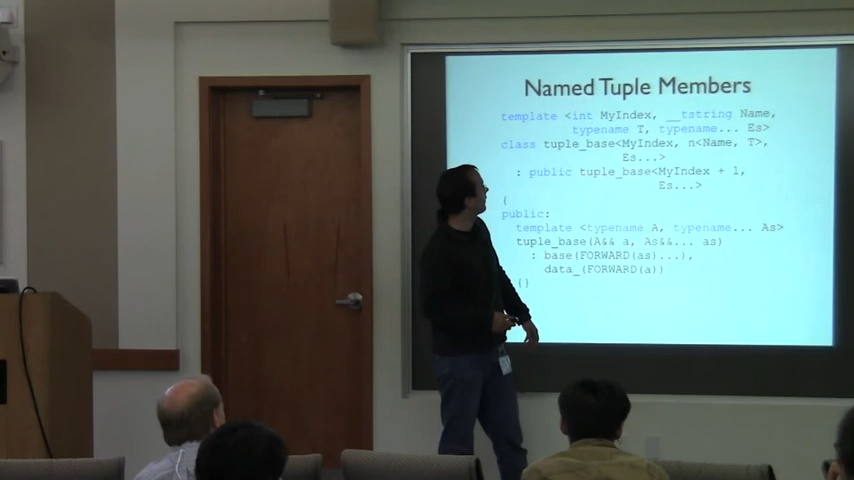 Named Tuple Members
template <int MyIndex, __tstring Name,
typename T, typename... Es>
class tuple_base<MyIndex, n<Name, T>,
Es...>
: public tuple_base<MyIndex + 1,
Es...>
{
public:
template <typename A, typename... As>
tuple_base(A&& a, As&&... as)
: base(FORWARD(as)...),
data_(FORWARD(a))
{}